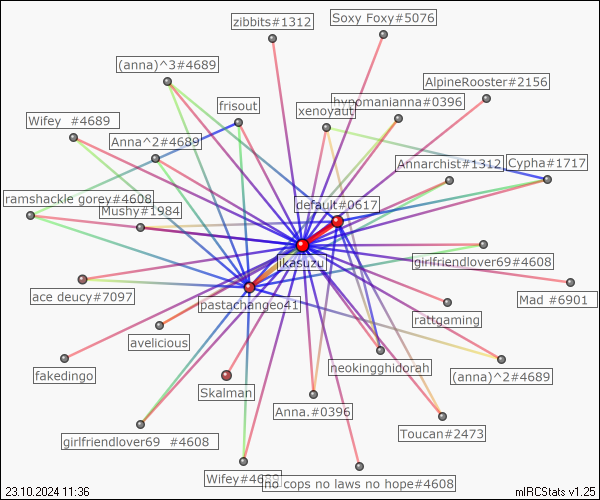 zibbits#1312
Soxy Foxy#5076
(anna)^3#4689
AlpineRooster#2156
frisout
hypomanianna#0396
xenoyaut
Wifey #4689
Anna^2#4689
Annarchist#1312
Cypha#1717
ramshackle gorey#4608
default#0617
Mushy#1984
ikasuzu
girlfriendlover69#4608
ace deucy#7097
pastachangeo41
Mad #6901
rattgaming
avelicious
fakedingo
neokingghidorah
(anna)^2#4689
Skalman
Anna.#0396
Toucan#2473
girlfriendlover69 #4608
Wifey#4689
no cops no laws no hope#4608
23.10.2024 11:36
mIRCStats v1.25